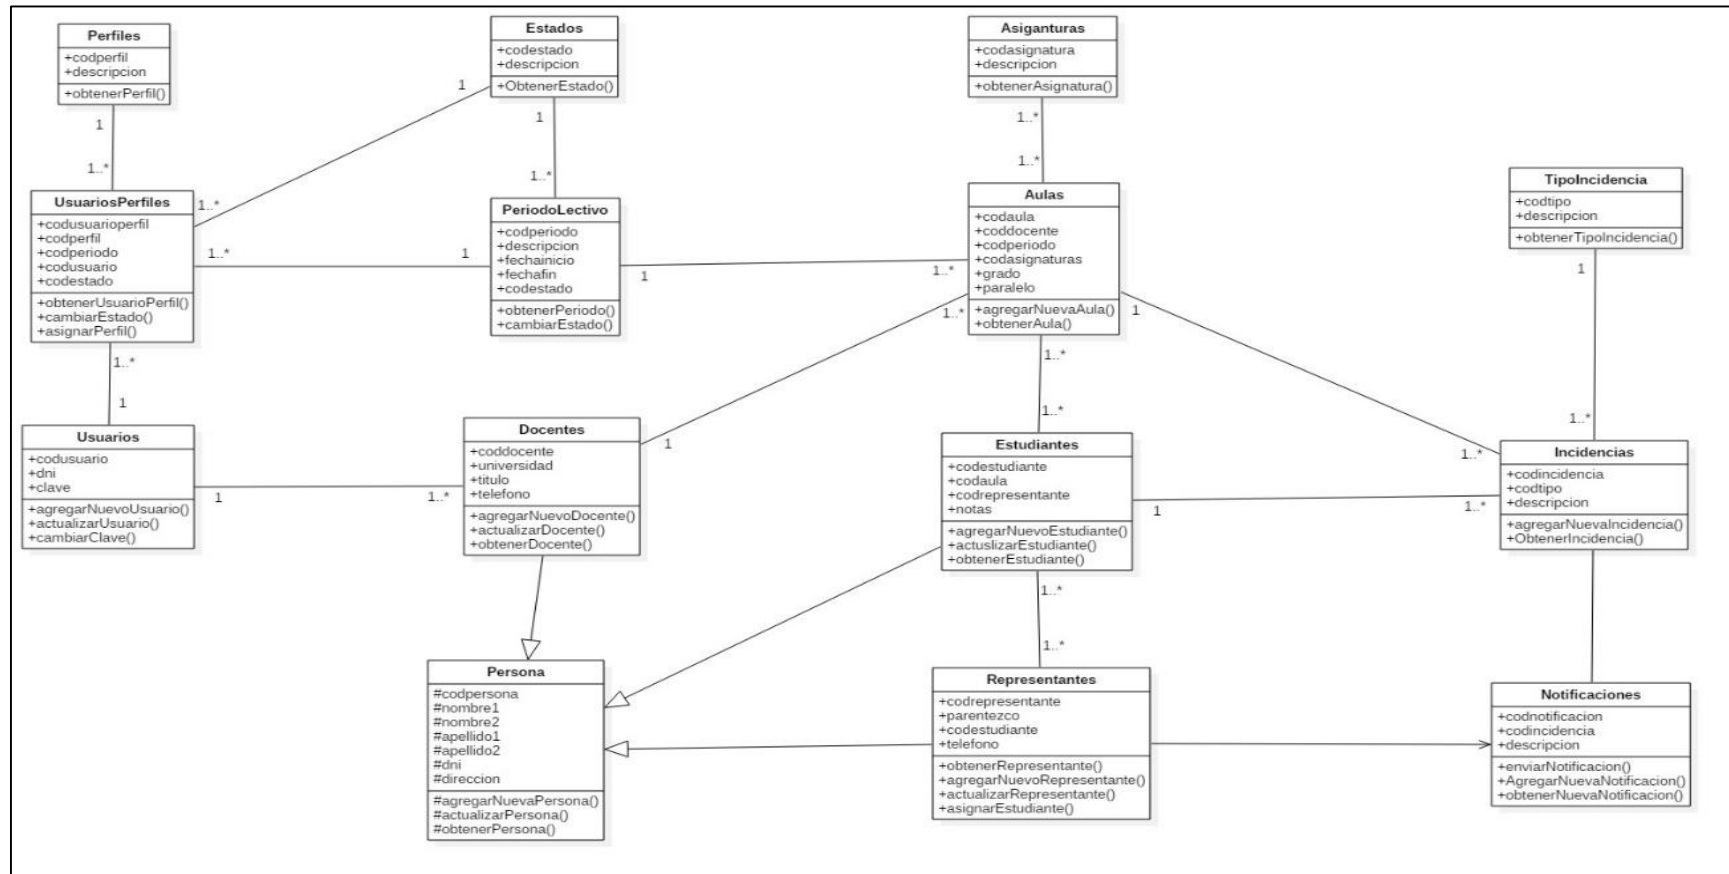 Perfiles
+codperfil
+descripcion
+obtenerPerfil()
1
1..*
Estados
+codestado
+descripcion
+ObtenerEstado()
1
1..*
1
1..*
Asiganturas
+codasignatura
+descripcion
+obtenerAsignatura()
1..*
1..*
UsuariosPerfiles
+codusuarioperfil
+codperfil
+codperiodo
+codusuario
+codestado
+obtenerUsuarioPerfil()
+cambiarEstado()
+asignarPerfil()
1..*
1
PeriodoLectivo
+codperiodo
+descripcion
+fechainicio
+fechafin
+codestado
+obtenerPeriodo()
+cambiarEstado()
1
1..*
Aulas
+codaula
+coddocente
+codperiodo
+codasignaturas
+grado
+paralelo
+agregarNuevaAula()
+obtenerAula()
1..*
1
1..*
1..*
TipoIncidencia
+codtipo
+descripcion
+obtenerTipoIncidencia()
1
1..*
1..*
1
Usuarios
+codusuario
+dni
+clave
+agregarNuevoUsuario()
+actualizarUsuario()
+cambiarClave()
1
1..*
Docentes
+coddocente
+universidad
+titulo
+telefono
+agregarNuevoDocente()
+actualizarDocente()
+obtenerDocente()
1
Estudiantes
+codestudiante
+codaula
+codrepresentante
+notas
+agregarNuevoEstudiante()
+actuslizarEstudiante()
+obtenerEstudiante()
1
1..*
1..*
Incidencias
+codincidencia
+codtipo
+descripcion
+agregarNuevaIncidencia()
+ObtenerIncidencia()
1..*
1..*
Persona
#codpersona
#nombre1
#nombre2
#apellido1
#apellido2
#dni
#direccion
#agregarNuevaPersona()
#actualizarPersona()
#obtenerPersona()
Representantes
+codrepresentante
+parentezco
+codestudiante
+telefono
+obtenerRepresentante()
+agregarNuevoRepresentante()
+actualizarRepresentante()
+asignarEstudiante()
Notificaciones
+codnotificacion
+codincidencia
+descripcion
+enviarNotificacion()
+AgregarNuevaNotificacion()
+obtenerNuevaNotificacion()